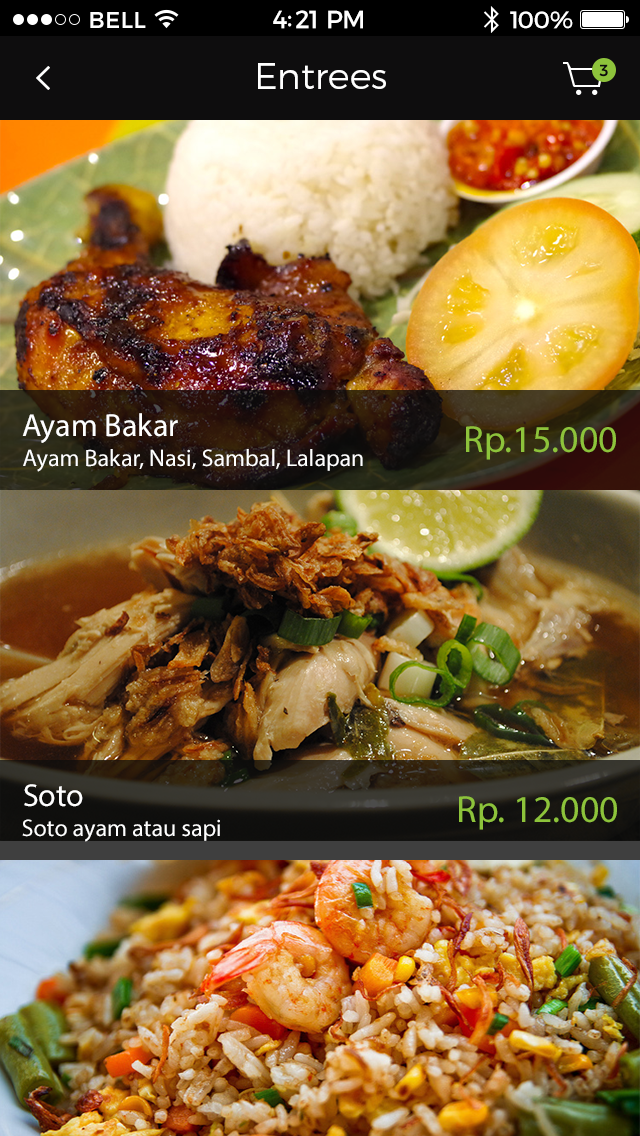 BELL 4:21 PM 100%
Entrees 3
Ayam Bakar
Ayam Bakar, Nasi, Sambal, Lalapan
Rp.15.000
Soto
Soto ayam atau sapi
Rp. 12.000